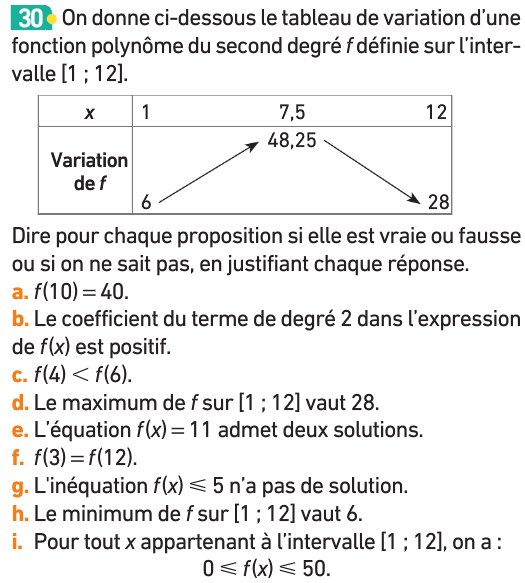 30 On donne ci-dessous le tableau de variation d'une
fonction polynôme du second degré f définie sur l'inter-
valle [1 ; 12].
x 1 7,5 12
48,25
Variation
de f
6 28
Dire pour chaque proposition si elle est vraie ou fausse
ou si on ne sait pas, en justifiant chaque réponse.
a. f(10) = 40.
b. Le coefficient du terme de degré 2 dans l'expression
de f(x) est positif.
c. f(4) < f(6).
d. Le maximum de f sur [1 ; 12] vaut 28.
e. L'équation f(x) = 11 admet deux solutions.
f. f(3) = f(12).
g. L'inéquation f(x) ⩽ 5 n'a pas de solution.
h. Le minimum de f sur [1 ; 12] vaut 6.
i. Pour tout x appartenant à l'intervalle [1 ; 12], on a :
0 ⩽ f(x) ⩽ 50.